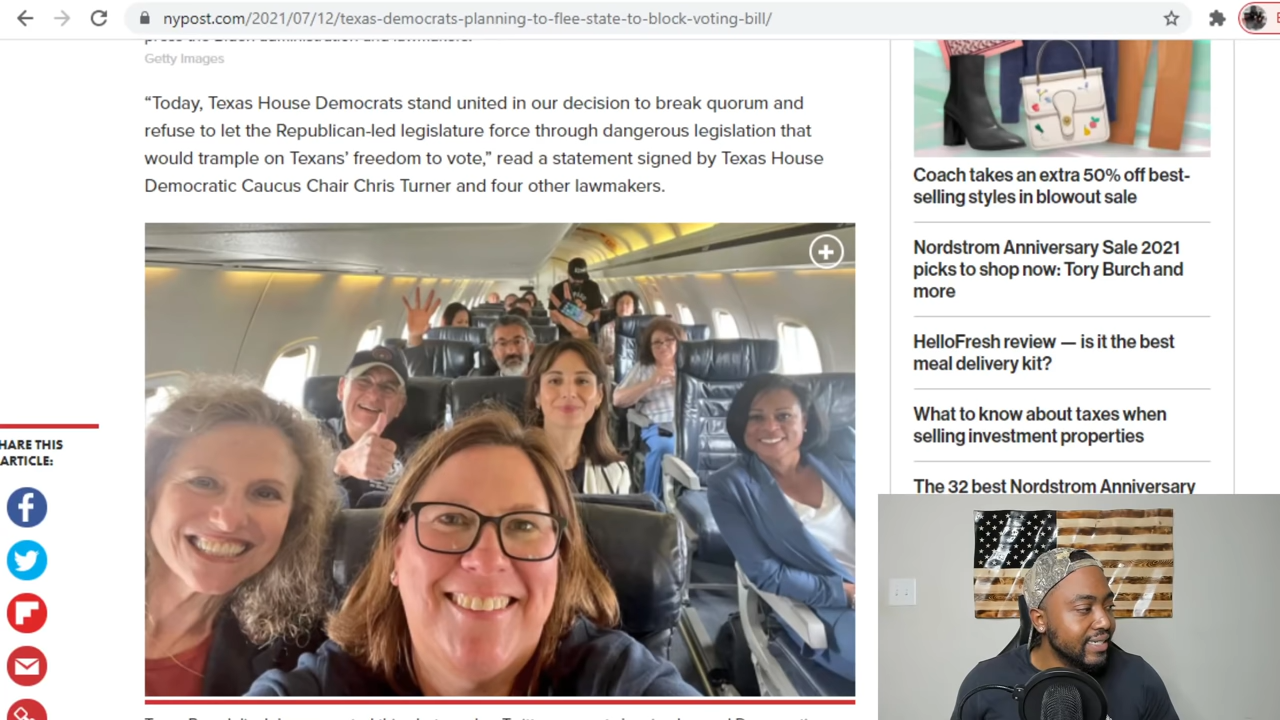 nypost.com/2021/07/12/texas-democrats-planning-to-flee-state-to-block-voting-bill/
Getty Images
“Today, Texas House Democrats stand united in our decision to break quorum and
refuse to let the Republican-led legislature force through dangerous legislation that
would trample on Texans’ freedom to vote,” read a statement signed by Texas House
Democratic Caucus Chair Chris Turner and four other lawmakers.
HARE THIS
ARTICLE:
Coach takes an extra 50% off best-
selling styles in blowout sale
Nordstrom Anniversary Sale 2021
picks to shop now: Tory Burch and
more
HelloFresh review — is it the best
meal delivery kit?
What to know about taxes when
selling investment properties
The 32 best Nordstrom Anniversary